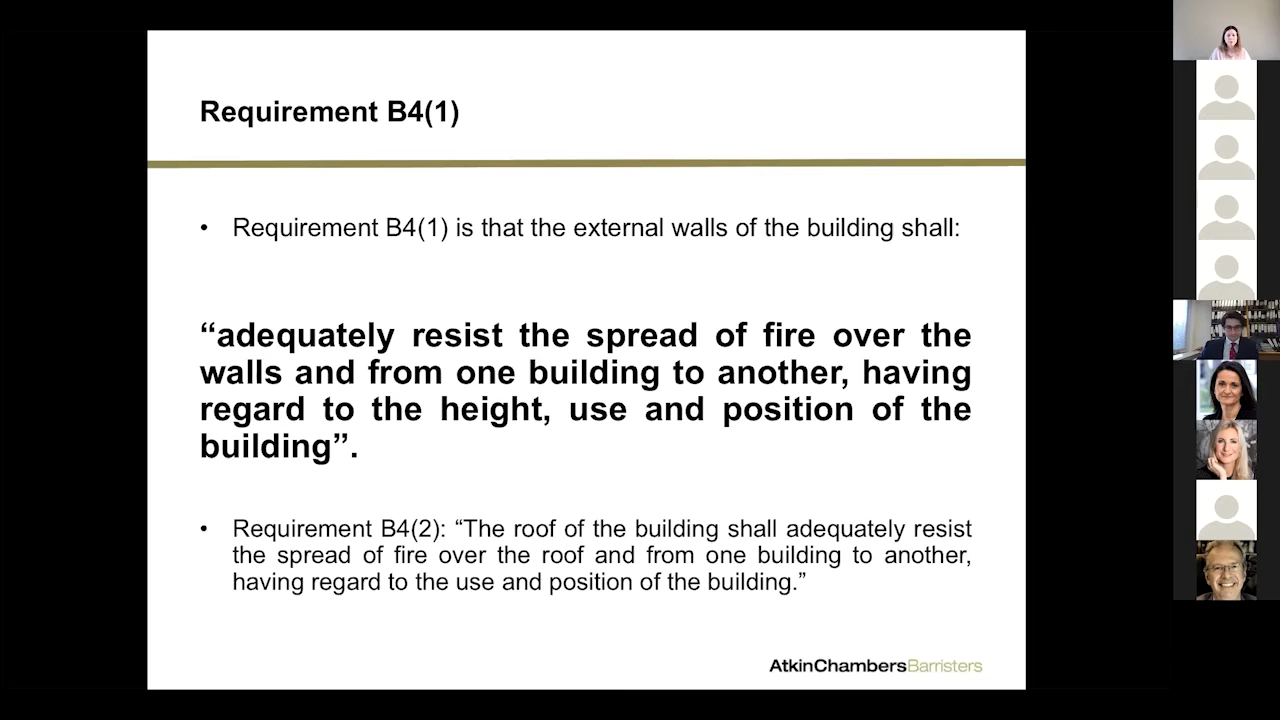 Requirement B4(1)
• Requirement B4(1) is that the external walls of the building shall:
“adequately resist the spread of fire over the
walls and from one building to another, having
regard to the height, use and position of the
building”.
• Requirement B4(2): “The roof of the building shall adequately resist
the spread of fire over the roof and from one building to another,
having regard to the use and position of the building.”
AtkinChambersBarristers